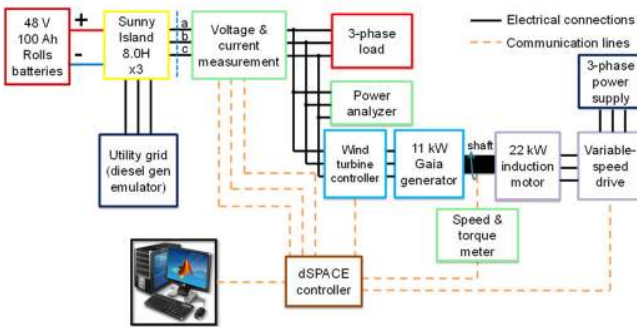 48 V
100 Ah
Rolls
batteries
+
-
Sunny
Island
8.0H
x3
a
b
c
Voltage &
current
measurement
3-phase
load
Electrical connections
Communication lines
3-phase
power
supply
Power
analyzer
Utility grid
(diesel gen
emulator)
Wind
turbine
controller
11 kW
Gaia
generator
shaft
22 kW
induction
motor
Variable-
speed
drive
Speed &
torque
meter
dSPACE
controller